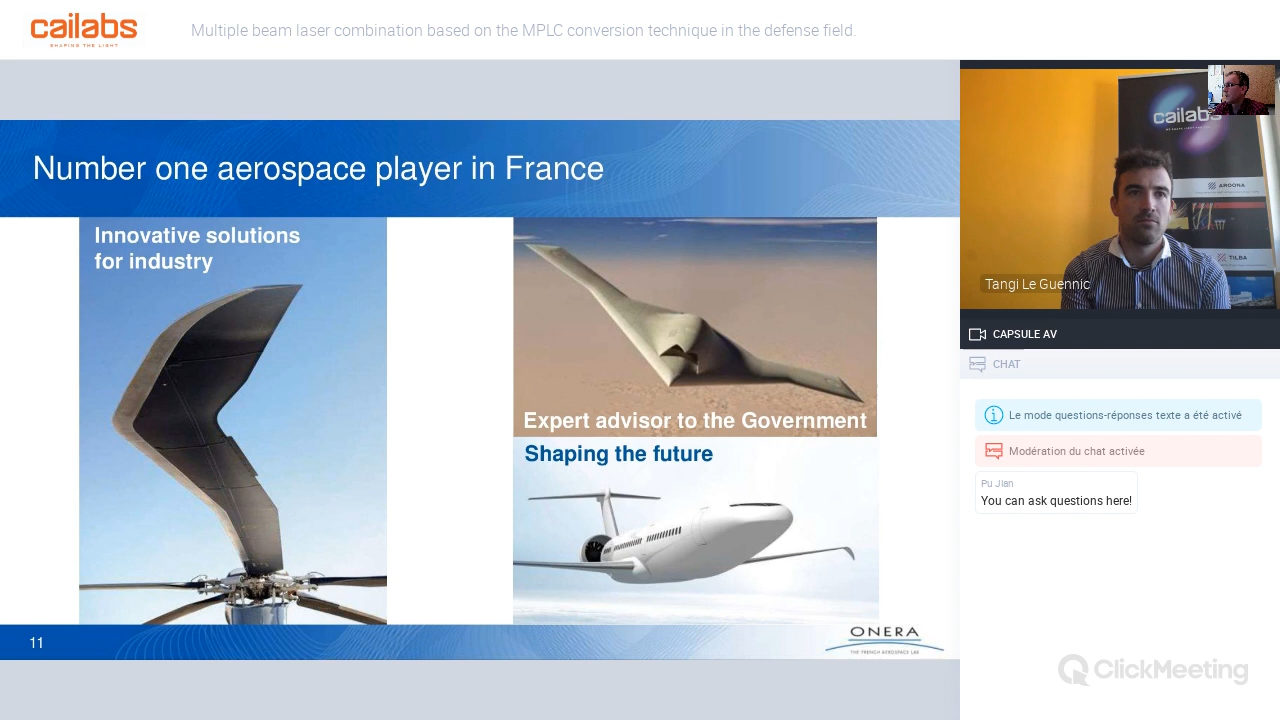 cailabs
SHAPING THE LIGHT
Multiple beam laser combination based on the MPLC conversion technique in the defense field.
Number one aerospace player in France
Innovative solutions
for industry
Expert advisor to the Government
Shaping the future
11
ONERA
THE FRENCH AEROSPACE LAB
cailabs
AROONA
TILBA
Tangi Le Guennic
CAPSULE AV
CHAT
Le mode questions-réponses texte a été activé
Modération du chat activée
Pu Jian
You can ask questions here!
ClickMeeting